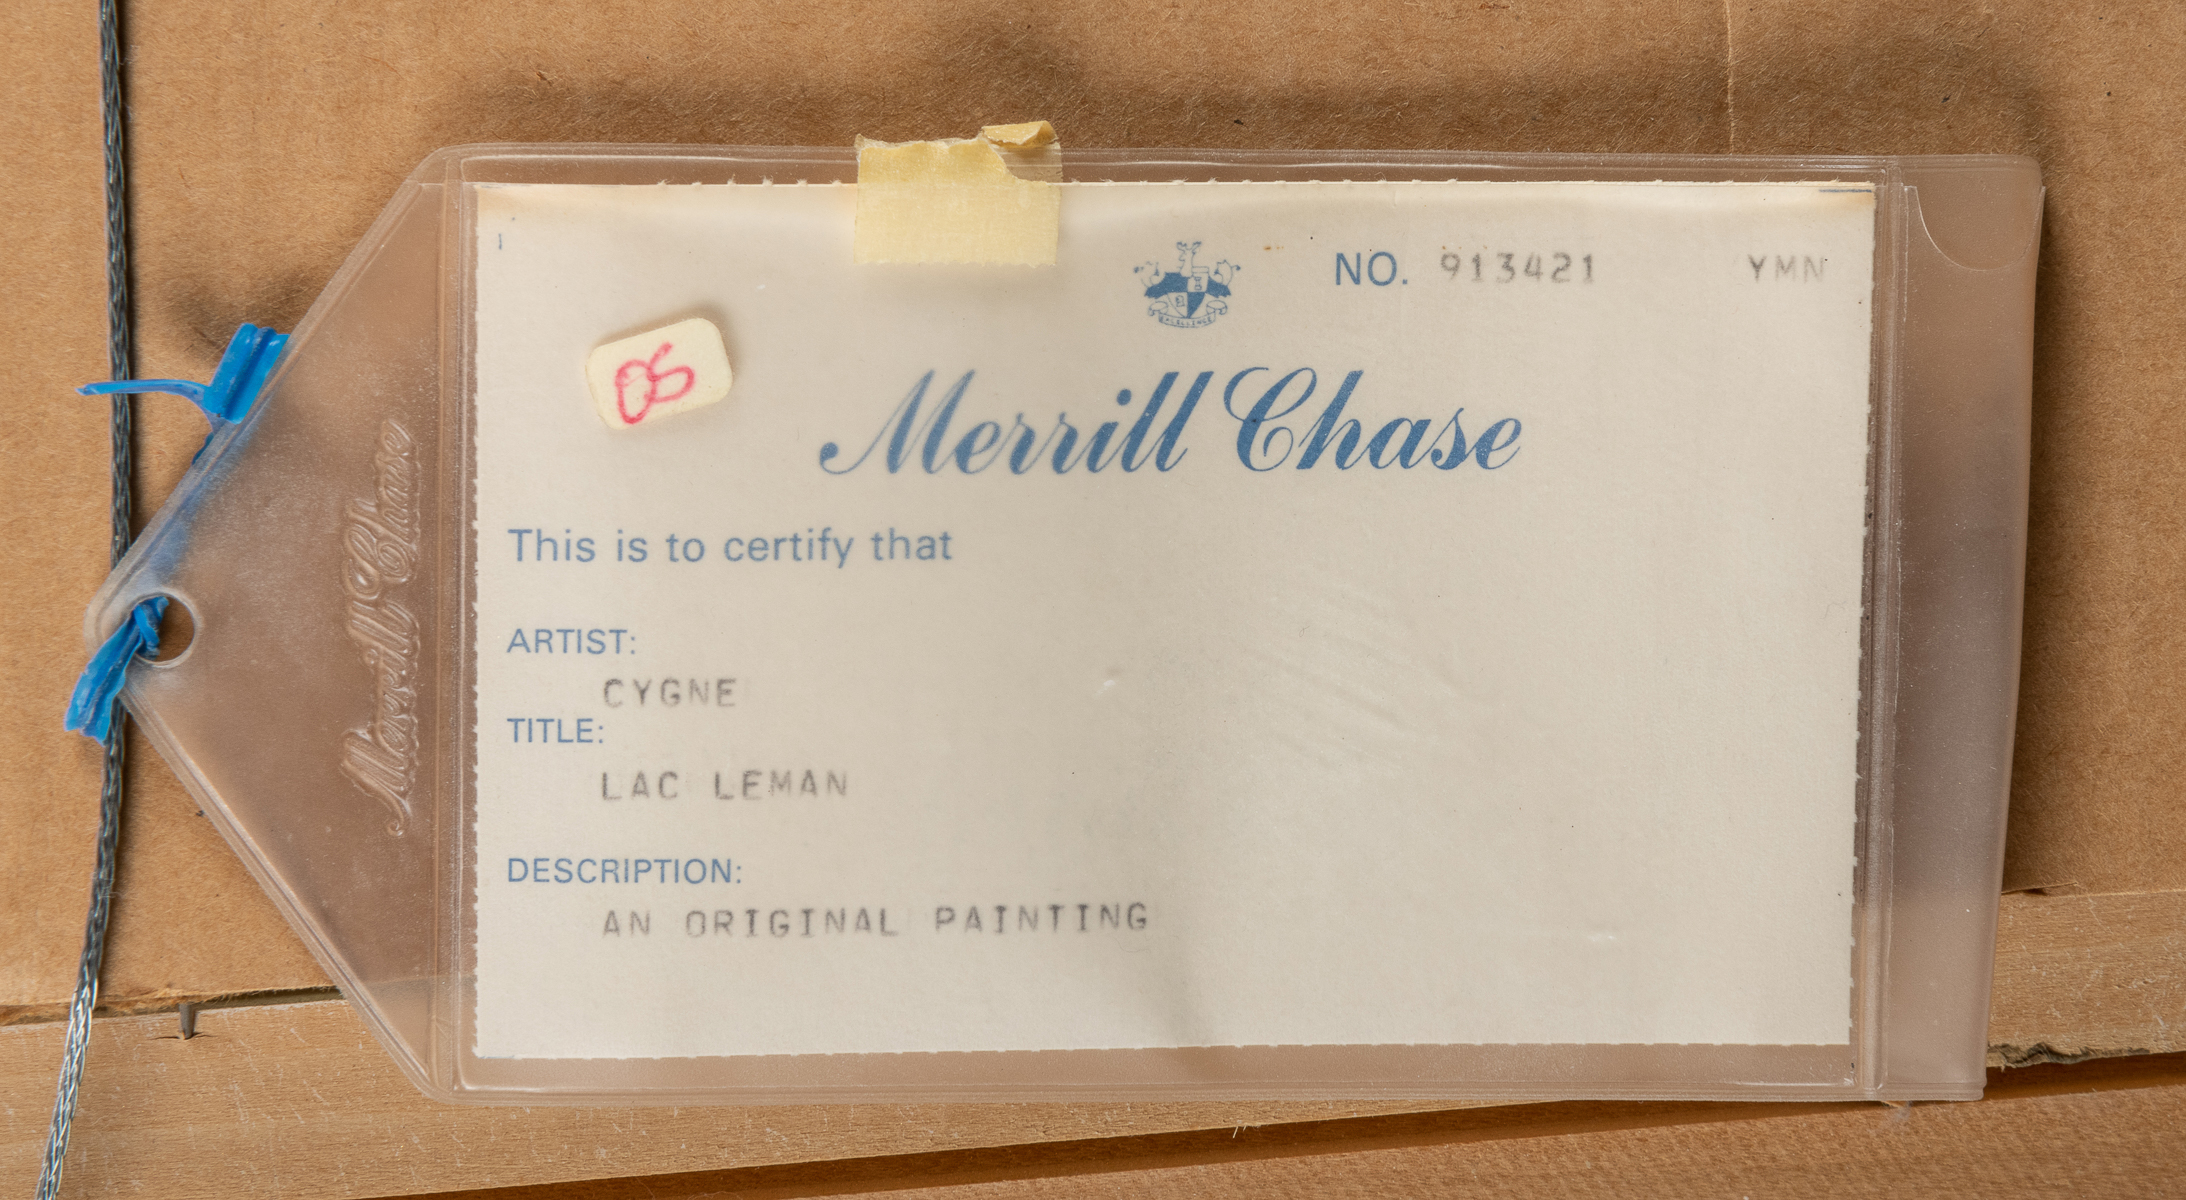 NO. 913421 YMN
Merrill Chase
This is to certify that
ARTIST:
CYGNE
TITLE:
LAC LEMAN
DESCRIPTION:
AN ORIGINAL PAINTING
Merrill Chase